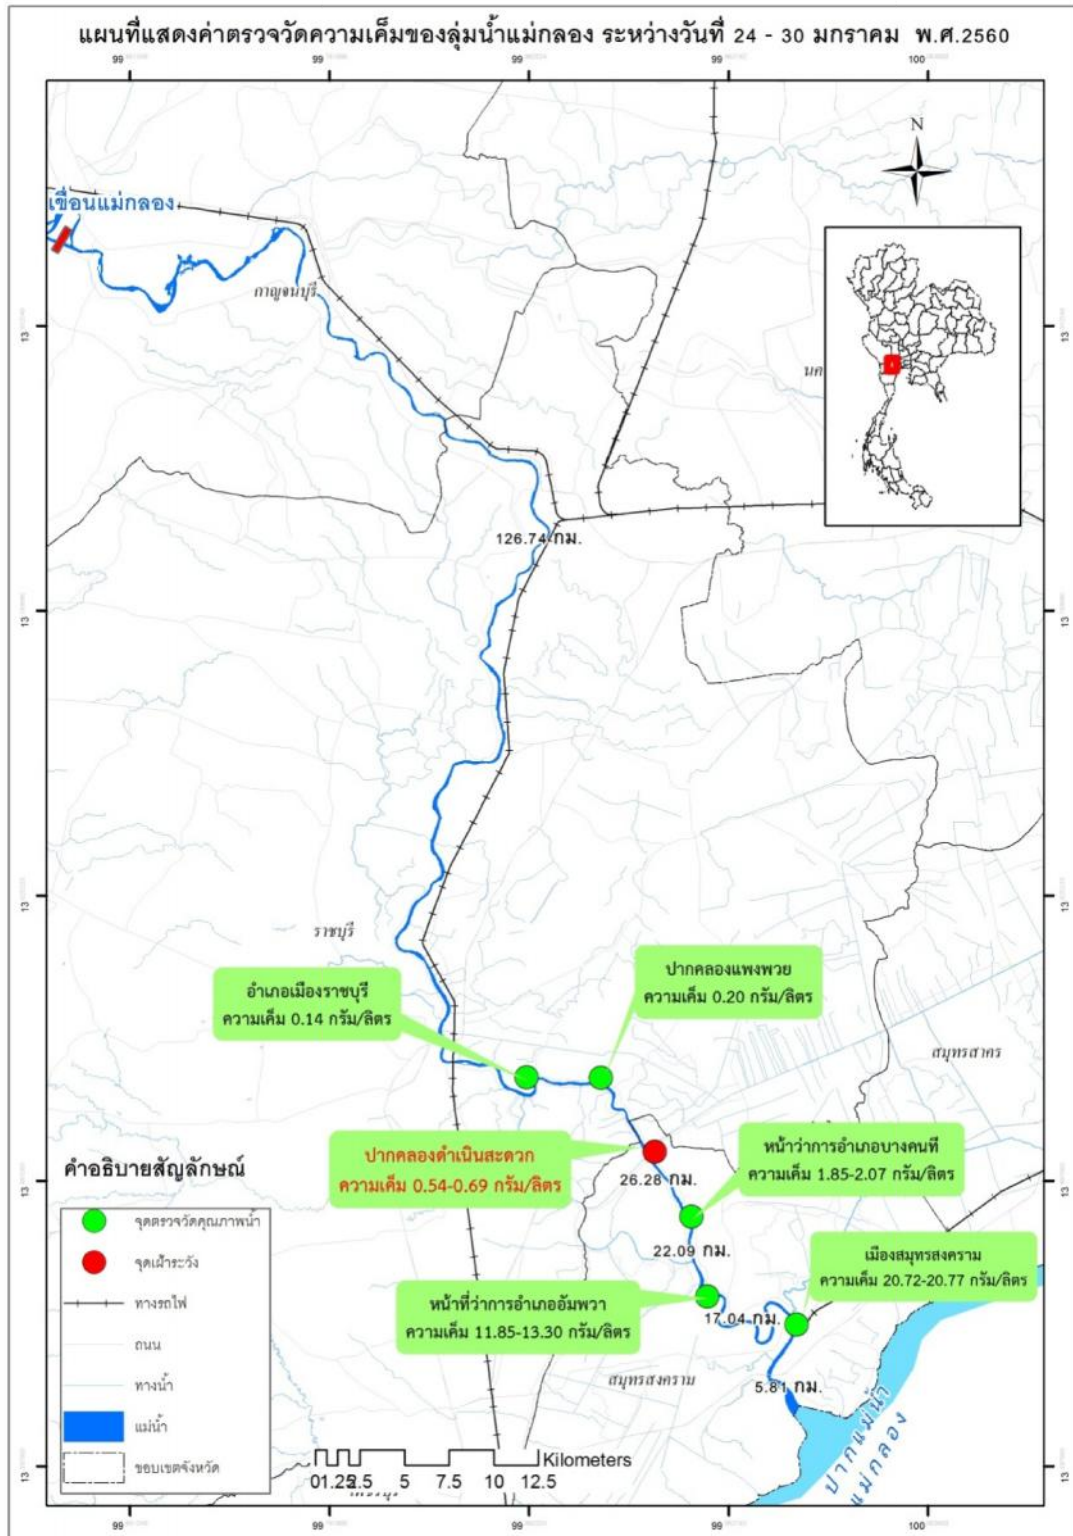 แผนที่แสดงค่าตรวจวัดความเค็มของลุ่มน้ำแม่กลอง ระหว่างวันที่ 24 - 30 มกราคม พ.ศ.2560
99
99
99
99
100
N
เขื่อนแม่กลอง
กาญจนบุรี
13
13
นค
126.74 กม.
13
13
13
13
ราชบุรี
ปากคลองแพงพวย
ความเค็ม 0.20 กรัม/ลิตร
อำเภอเมืองราชบุรี
ความเค็ม 0.14 กรัม/ลิตร
สมุทรสาคร
ปากคลองดำเนินสะดวก
ความเค็ม 0.54-0.69 กรัม/ลิตร
หน้าว่าการอำเภอบางคนที
ความเค็ม 1.85-2.07 กรัม/ลิตร
26.28 กม.
13
13
22.09 กม.
เมืองสมุทรสงคราม
ความเค็ม 20.72-20.77 กรัม/ลิตร
หน้าที่ว่าการอำเภออัมพวา
ความเค็ม 11.85-13.30 กรัม/ลิตร
17.04 กม.
สมุทรสงคราม
5.81 กม.
ปากแม่น้ำ
แม่กลอง
คำอธิบายสัญลักษณ์
จุดตรวจวัดคุณภาพน้ำ
จุดเฝ้าระวัง
ทางรถไฟ
ถนน
ทางน้ำ
แม่น้ำ
ขอบเขตจังหวัด
Kilometers
01.252.5 5 7.5 10 12.5
13
13
99
99
99
99
100